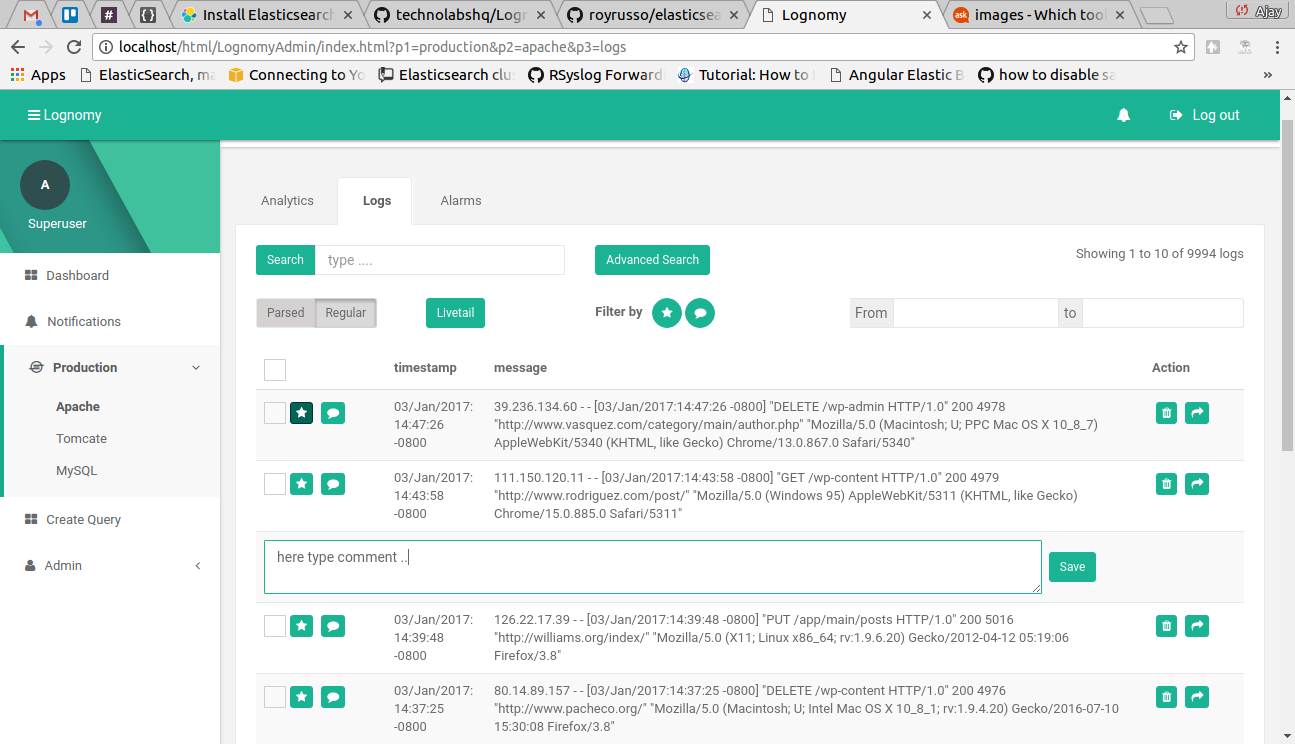 Install Elasticsearch
technolabshq/Logn
royrusso/elasticsea
Lognomy
images - Which tool
Ajay
localhost/html/LognomyAdmin/index.html?p1=production&p2=apache&p3=logs
Apps
ElasticSearch, ma
Connecting to Yo
Elasticsearch clus
RSyslog Forward
Tutorial: How to
Angular Elastic B
how to disable sa
»
Lognomy
Log out
A
Superuser
Dashboard
Notifications
Production
Apache
Tomcate
MySQL
Create Query
Admin
Analytics
Logs
Alarms
Search
type ....
Advanced Search
Showing 1 to 10 of 9994 logs
Parsed
Regular
Livetail
Filter by
From
to
timestamp
message
Action
03/Jan/2017:
14:47:26
-0800
39.236.134.60 - - [03/Jan/2017:14:47:26 -0800] "DELETE /wp-admin HTTP/1.0" 200 4978
"http://www.vasquez.com/category/main/author.php" "Mozilla/5.0 (Macintosh; U; PPC Mac OS X 10_8_7)
AppleWebKit/5340 (KHTML, like Gecko) Chrome/13.0.867.0 Safari/5340"
03/Jan/2017:
14:43:58
-0800
111.150.120.11 - - [03/Jan/2017:14:43:58 -0800] "GET /wp-content HTTP/1.0" 200 4979
"http://www.rodriguez.com/post/" "Mozilla/5.0 (Windows 95) AppleWebKit/5311 (KHTML, like Gecko)
Chrome/15.0.885.0 Safari/5311"
here type comment ..
Save
03/Jan/2017:
14:39:48
-0800
126.22.17.39 - - [03/Jan/2017:14:39:48 -0800] "PUT /app/main/posts HTTP/1.0" 200 5016
"http://williams.org/index/" "Mozilla/5.0 (X11; Linux x86_64; rv:1.9.6.20) Gecko/2012-04-12 05:19:06
Firefox/3.8"
03/Jan/2017:
14:37:25
-0800
80.14.89.157 - - [03/Jan/2017:14:37:25 -0800] "DELETE /wp-content HTTP/1.0" 200 4976
"http://www.pacheco.org/" "Mozilla/5.0 (Macintosh; U; Intel Mac OS X 10_8_1; rv:1.9.4.20) Gecko/2016-07-10
15:30:08 Firefox/3.8"